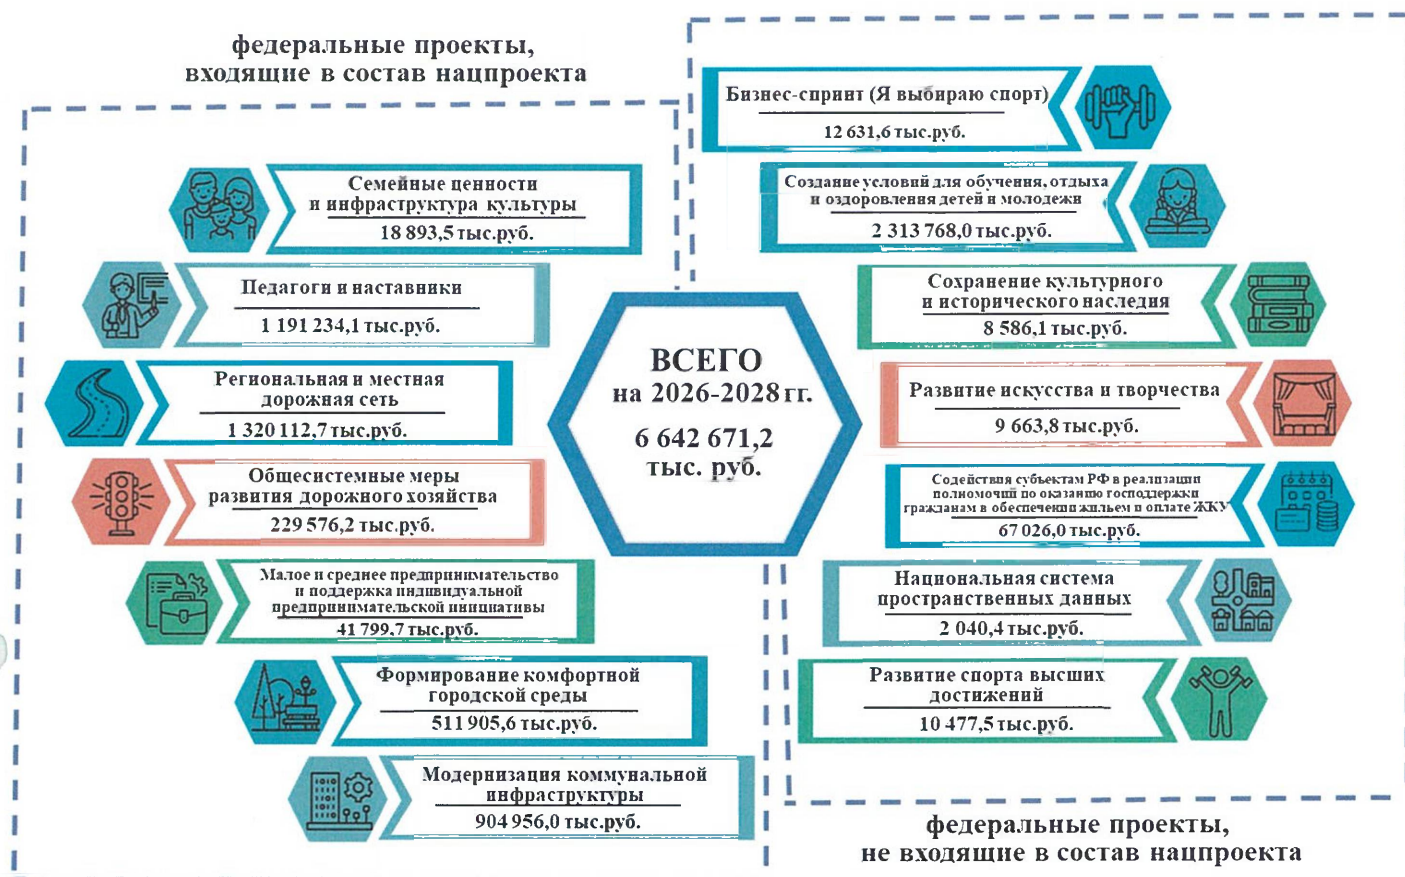 федеральные проекты,
входящие в состав нацпроекта
Семейные ценности
и инфраструктура культуры
18 893,5 тыс.руб.
Педагоги и наставники
1 191 234,1 тыс.руб.
Региональная и местная
дорожная сеть
1 320 112,7 тыс.руб.
Общесистемные меры
развития дорожного хозяйства
229 576,2 тыс.руб.
Малое и среднее предпринимательство
и поддержка индивидуальной
предпринимательской инициативы
41 799,7 тыс.руб.
Формирование комфортной
городской среды
511 905,6 тыс.руб.
Модернизация коммунальной
инфраструктуры
904 956,0 тыс.руб.
ВСЕГО
на 2026-2028 гг.
6 642 671,2
тыс. руб.
Бизнес-спринт (Я выбираю спорт)
12 631,6 тыс.руб.
Создание условий для обучения, отдыха
и оздоровления детей и молодежи
2 313 768,0 тыс.руб.
Сохранение культурного
и исторического наследия
8 586,1 тыс.руб.
Развитие искусства и творчества
9 663,8 тыс.руб.
Содействия субъектам РФ в реализации
полномочий по оказанию господдержки
гражданам в обеспечении жильем и оплате ЖКУ
67 026,0 тыс.руб.
Национальная система
пространственных данных
2 040,4 тыс.руб.
Развитие спорта высших
достижений
10 477,5 тыс.руб.
федеральные проекты,
не входящие в состав нацпроекта